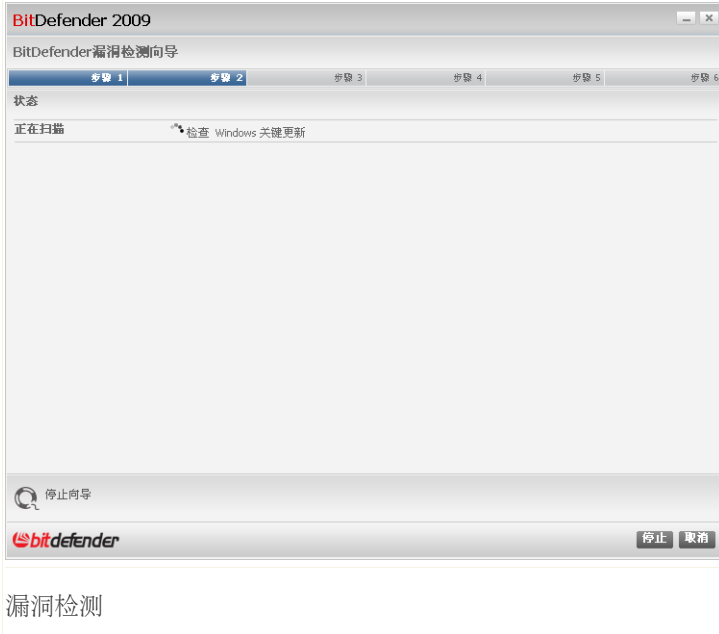 BitDefender 2009
BitDefender漏洞检测向导
步骤 1 步骤 2 步骤 3 步骤 4 步骤 5 步骤 6
状态
正在扫描 检查 Windows 关键更新
停止向导
bitdefender 停止 取消
漏洞检测